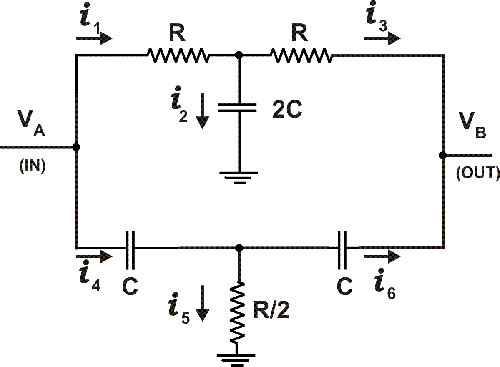 i1 R R i3
i2 2C
VA VB
(IN) (OUT)
i4 C i5 R/2 C i6